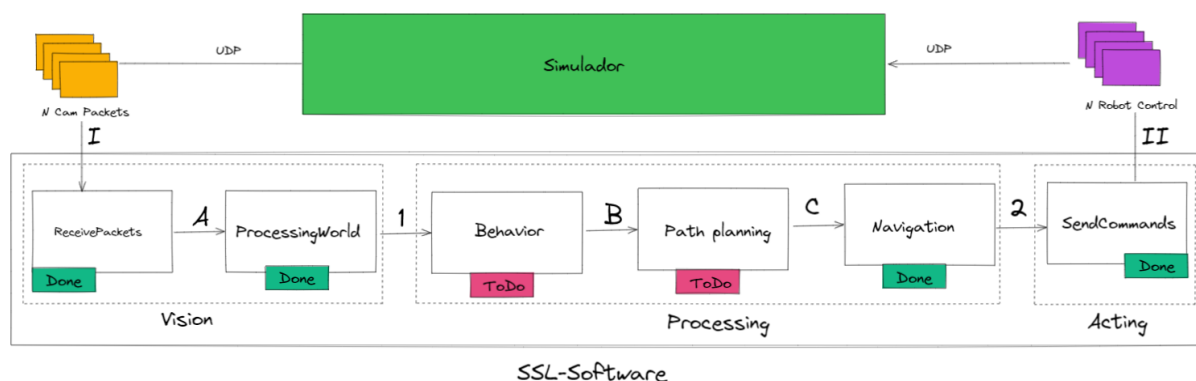 UDP
Simulador
UDP
N Cam Packets
N Robot Control
I
II
ReceivePackets
A
ProcessingWorld
1
Behavior
B
Path planning
C
Navigation
2
SendCommands
Done
Done
ToDo
ToDo
Done
Done
Vision
Processing
Acting
SSL-Software